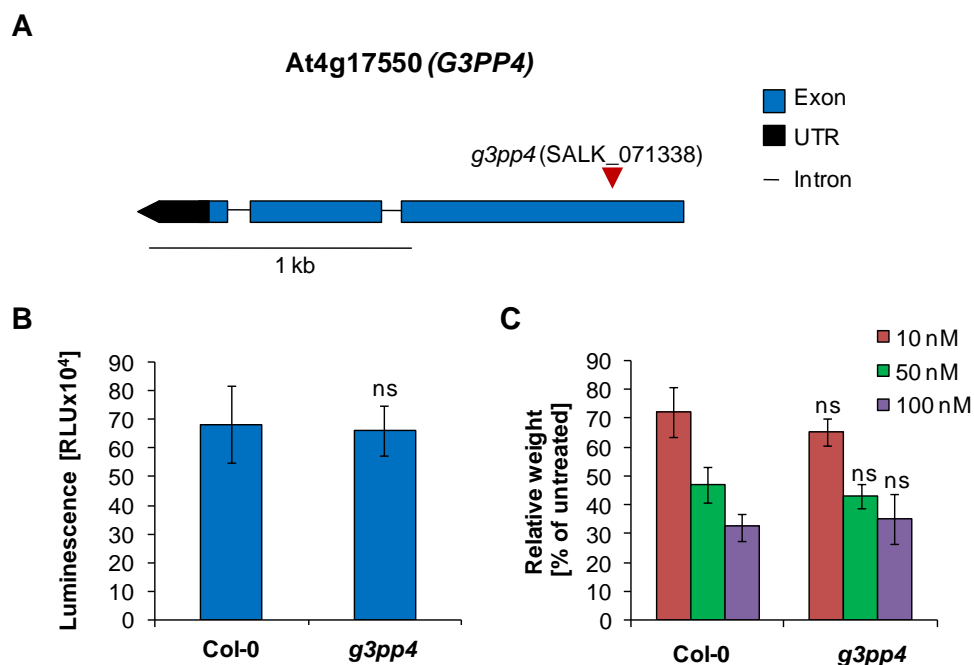 A
At4g17550 (G3PP4)
Exon
UTR
Intron
g3pp4 (SALK_071338)
1 kb
B
Luminescence [RLUx10⁴]
90
80
70
60
50
40
30
20
10
0
ns
Col-0
g3pp4
C
10 nM
50 nM
100 nM
Relative weight
[% of untreated]
90
80
70
60
50
40
30
20
10
0
ns
ns
ns
Col-0
g3pp4